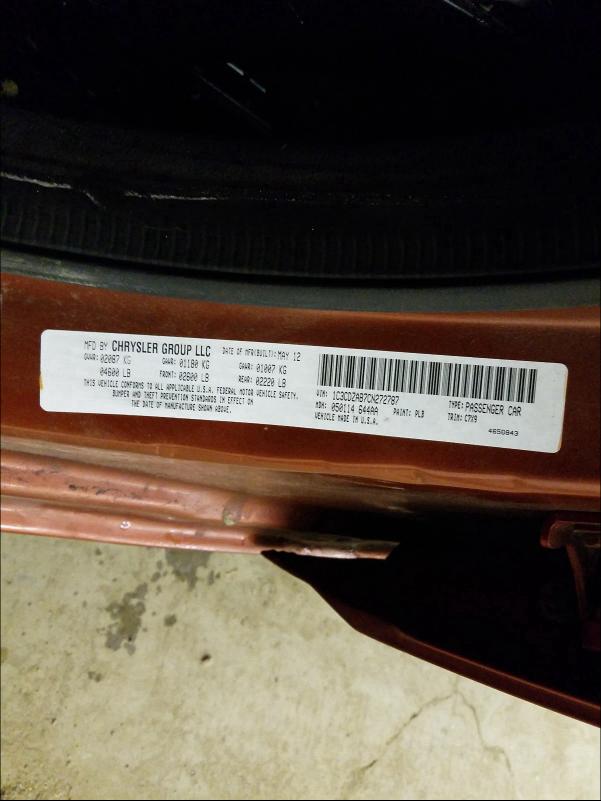 MFD BY CHRYSLER GROUP LLC DATE OF MFR(BUILT):MAY 12
GVWR:02087 KG GAWR:01180 KG GAWR:01007 KG
04600 LB FRONT:02600 LB REAR:02220 LB
THIS VEHICLE CONFORMS TO ALL APPLICABLE U.S.A. FEDERAL MOTOR VEHICLE SAFETY,
BUMPER AND THEFT PREVENTION STANDARDS IN EFFECT ON
THE DATE OF MANUFACTURE SHOWN ABOVE.
VIN: 1C3CDZAB7CN272787 TYPE:PASSENGER CAR
MDH: 050114 644AA PAINT: PLB TRIM: C7X9
VEHICLE MADE IN U.S.A. 4650843